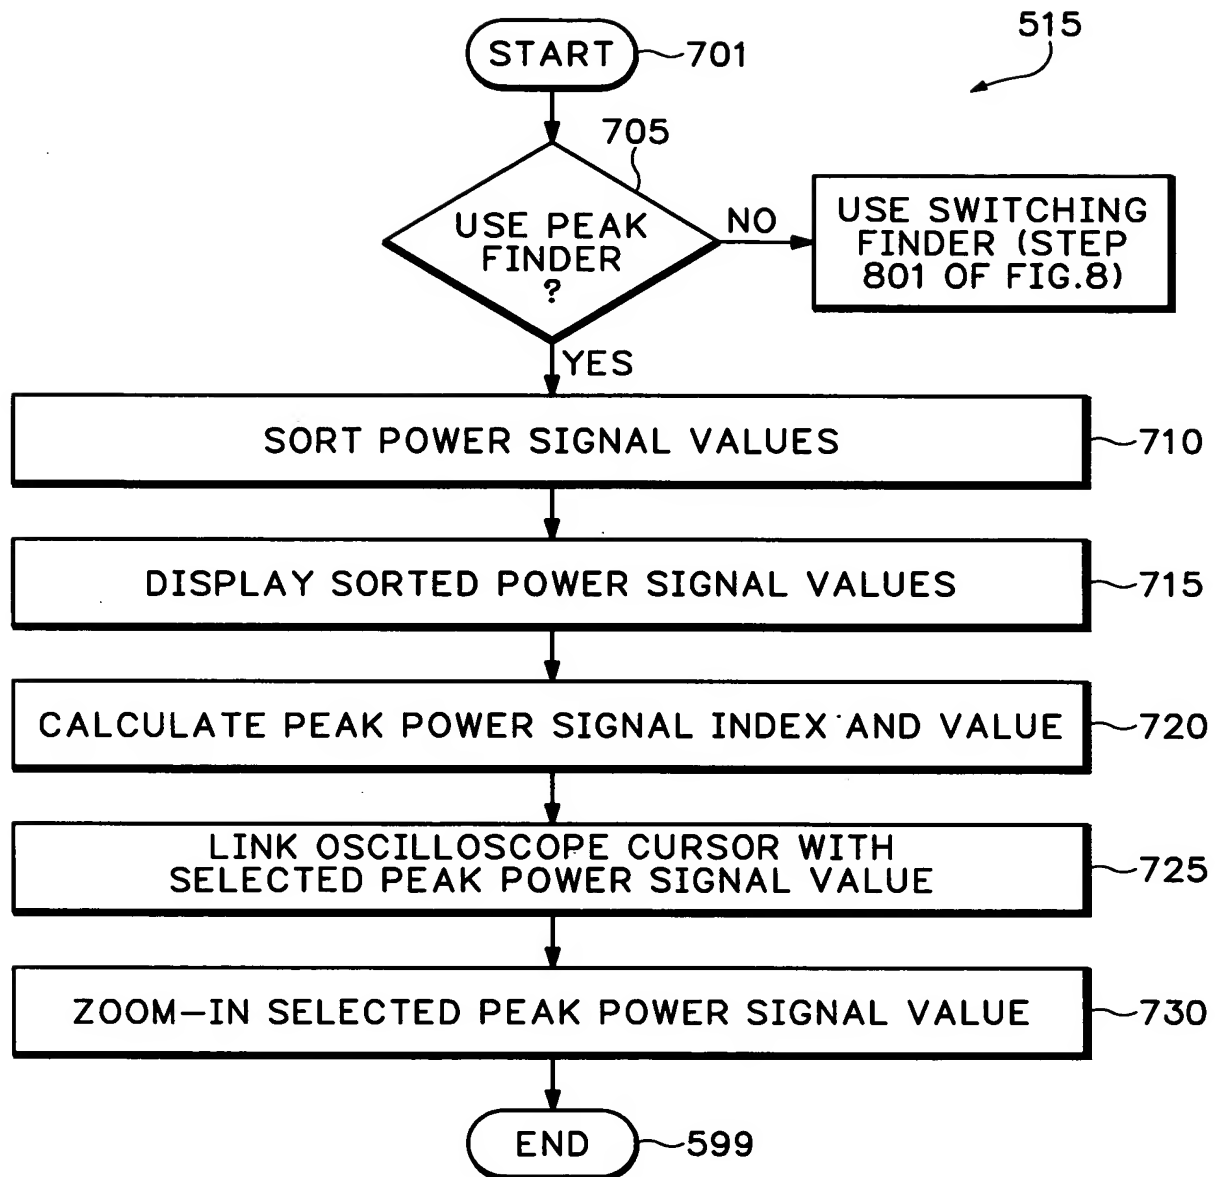 515
START
701
705
USE PEAK
FINDER
?
NO
USE SWITCHING
FINDER (STEP
801 OF FIG.8)
YES
SORT POWER SIGNAL VALUES
710
DISPLAY SORTED POWER SIGNAL VALUES
715
CALCULATE PEAK POWER SIGNAL INDEX AND VALUE
720
LINK OSCILLOSCOPE CURSOR WITH
SELECTED PEAK POWER SIGNAL VALUE
725
ZOOM-IN SELECTED PEAK POWER SIGNAL VALUE
730
END
599